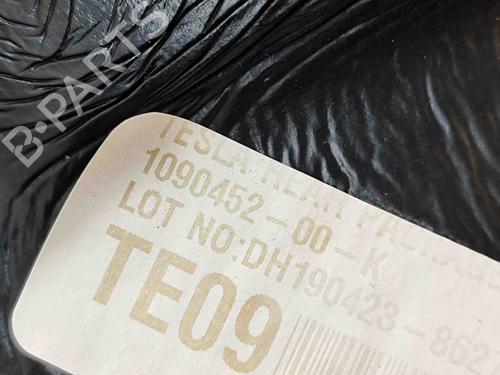 B-PARTS
TESLA REAR
1090452-00-K
LOT NO:DH190423-862
TE09